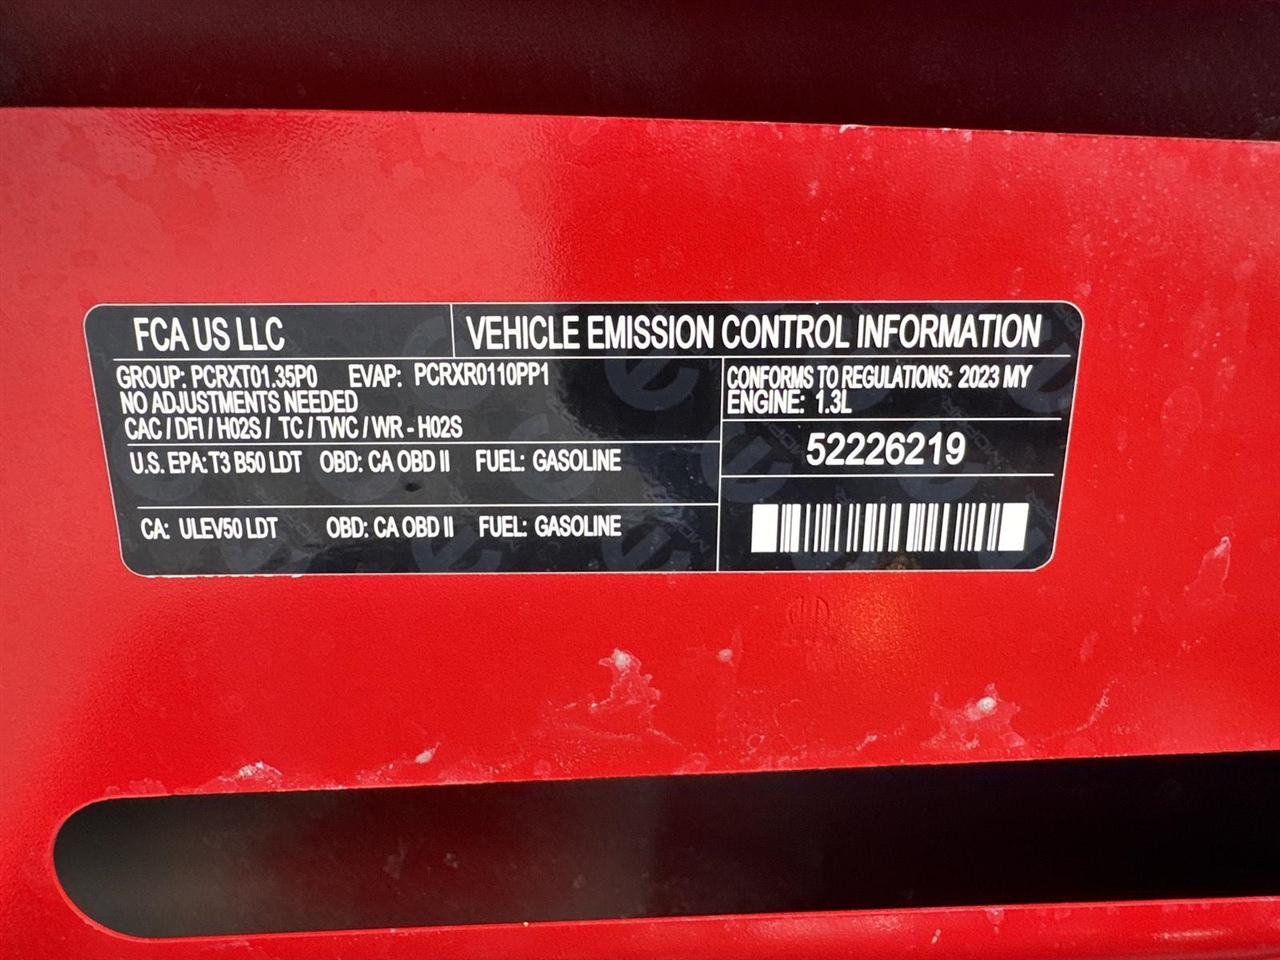 FCA US LLC
VEHICLE EMISSION CONTROL INFORMATION
GROUP: PCRXT01.35P0 EVAP: PCRXR0110PP1
NO ADJUSTMENTS NEEDED
CAC / DFI / H02S / TC / TWC / WR - H02S
U.S. EPA: T3 B50 LDT OBD: CA OBD II FUEL: GASOLINE
CA: ULEV50 LDT OBD: CA OBD II FUEL: GASOLINE
CONFORMS TO REGULATIONS: 2023 MY
ENGINE: 1.3L
52226219